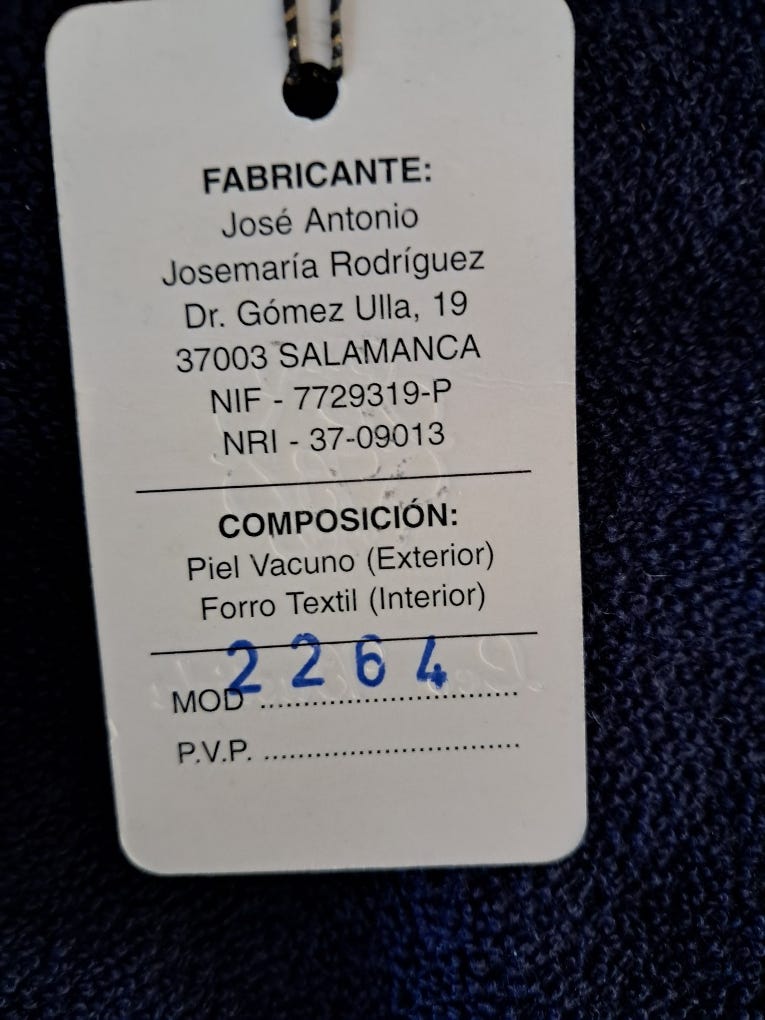 FABRICANTE:
José Antonio
Josemaría Rodríguez
Dr. Gómez Ulla, 19
37003 SALAMANCA
NIF - 7729319-P
NRI - 37-09013
COMPOSICIÓN:
Piel Vacuno (Exterior)
Forro Textil (Interior)
2264
MOD ................................
P.V.P. ................................